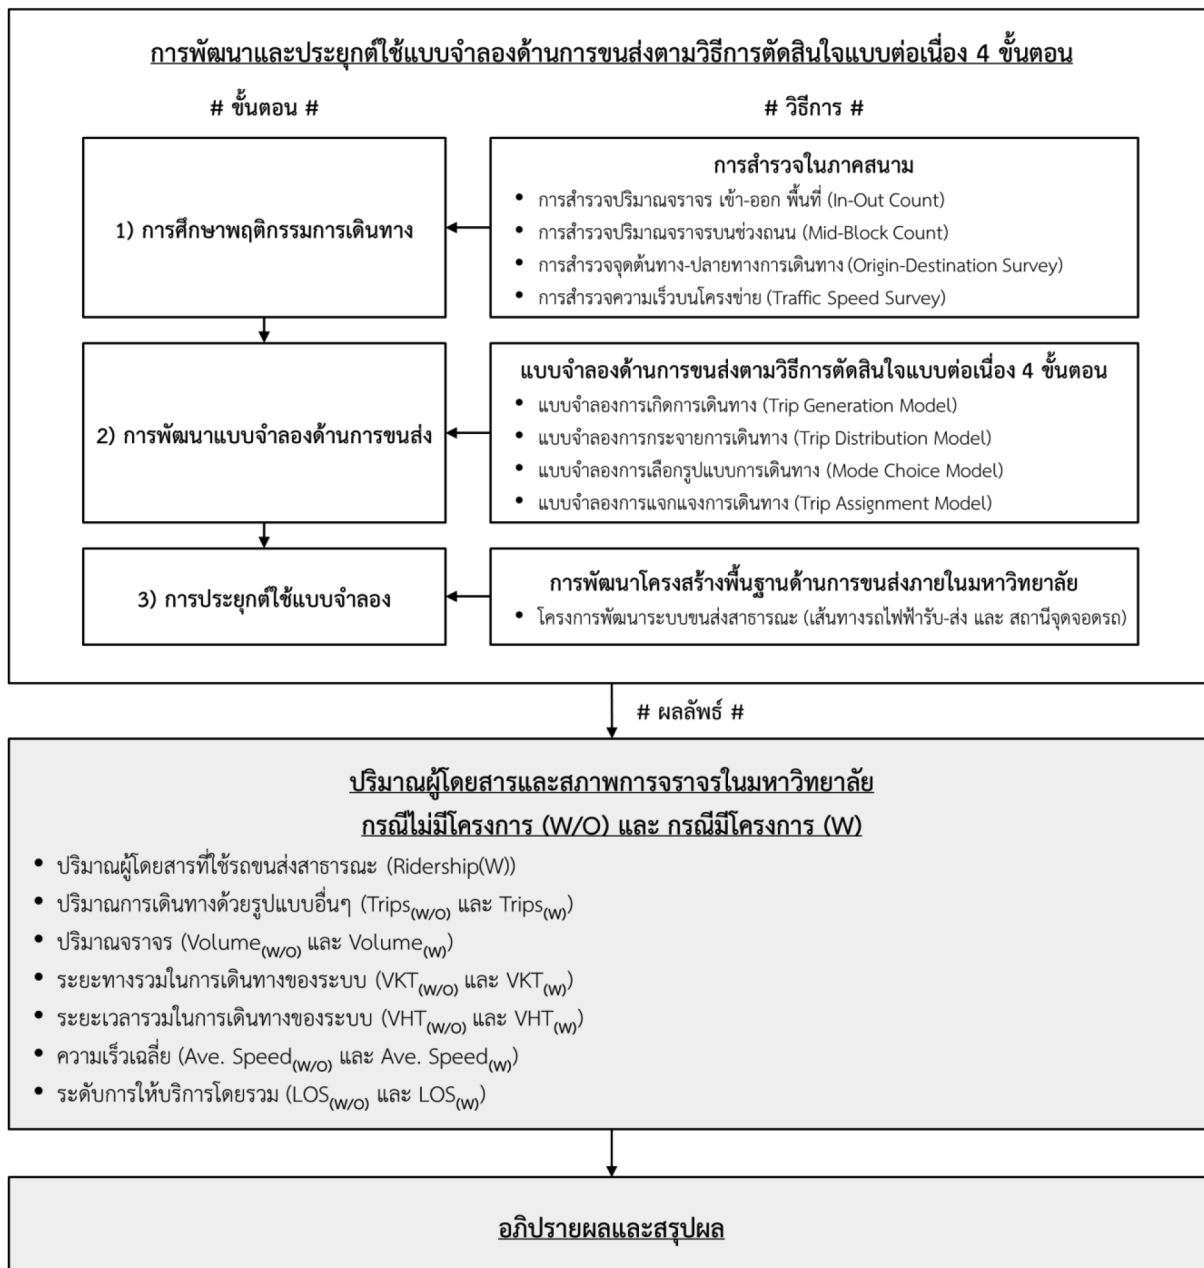 การพัฒนาและประยุกต์ใช้แบบจำลองด้านการขนส่งตามวิธีการตัดสินใจแบบต่อเนื่อง 4 ขั้นตอน
# ขั้นตอน #
# วิธีการ #
1) การศึกษาพฤติกรรมการเดินทาง
การสำรวจในภาคสนาม
• การสำรวจปริมาณจราจร เข้า-ออก พื้นที่ (In-Out Count)
• การสำรวจปริมาณจราจรบนช่วงถนน (Mid-Block Count)
• การสำรวจจุดต้นทาง-ปลายทางการเดินทาง (Origin-Destination Survey)
• การสำรวจความเร็วบนโครงข่าย (Traffic Speed Survey)
2) การพัฒนาแบบจำลองด้านการขนส่ง
แบบจำลองด้านการขนส่งตามวิธีการตัดสินใจแบบต่อเนื่อง 4 ขั้นตอน
• แบบจำลองการเกิดการเดินทาง (Trip Generation Model)
• แบบจำลองการกระจายการเดินทาง (Trip Distribution Model)
• แบบจำลองการเลือกรูปแบบการเดินทาง (Mode Choice Model)
• แบบจำลองการแจกแจงการเดินทาง (Trip Assignment Model)
3) การประยุกต์ใช้แบบจำลอง
การพัฒนาโครงสร้างพื้นฐานด้านการขนส่งภายในมหาวิทยาลัย
• โครงการพัฒนาระบบขนส่งสาธารณะ (เส้นทางรถไฟฟ้ารับ-ส่ง และ สถานีจุดจอดรถ)
# ผลลัพธ์ #
ปริมาณผู้โดยสารและสภาพการจราจรในมหาวิทยาลัย
กรณีไม่มีโครงการ (W/O) และ กรณีมีโครงการ (W)
• ปริมาณผู้โดยสารที่ใช้รถขนส่งสาธารณะ (Ridership(W))
• ปริมาณการเดินทางด้วยรูปแบบอื่นๆ (Trips(W/O) และ Trips(W))
• ปริมาณจราจร (Volume(W/O) และ Volume(W))
• ระยะทางรวมในการเดินทางของระบบ (VKT(W/O) และ VKT(W))
• ระยะเวลารวมในการเดินทางของระบบ (VHT(W/O) และ VHT(W))
• ความเร็วเฉลี่ย (Ave. Speed(W/O) และ Ave. Speed(W))
• ระดับการให้บริการโดยรวม (LOS(W/O) และ LOS(W))
อภิปรายผลและสรุปผล